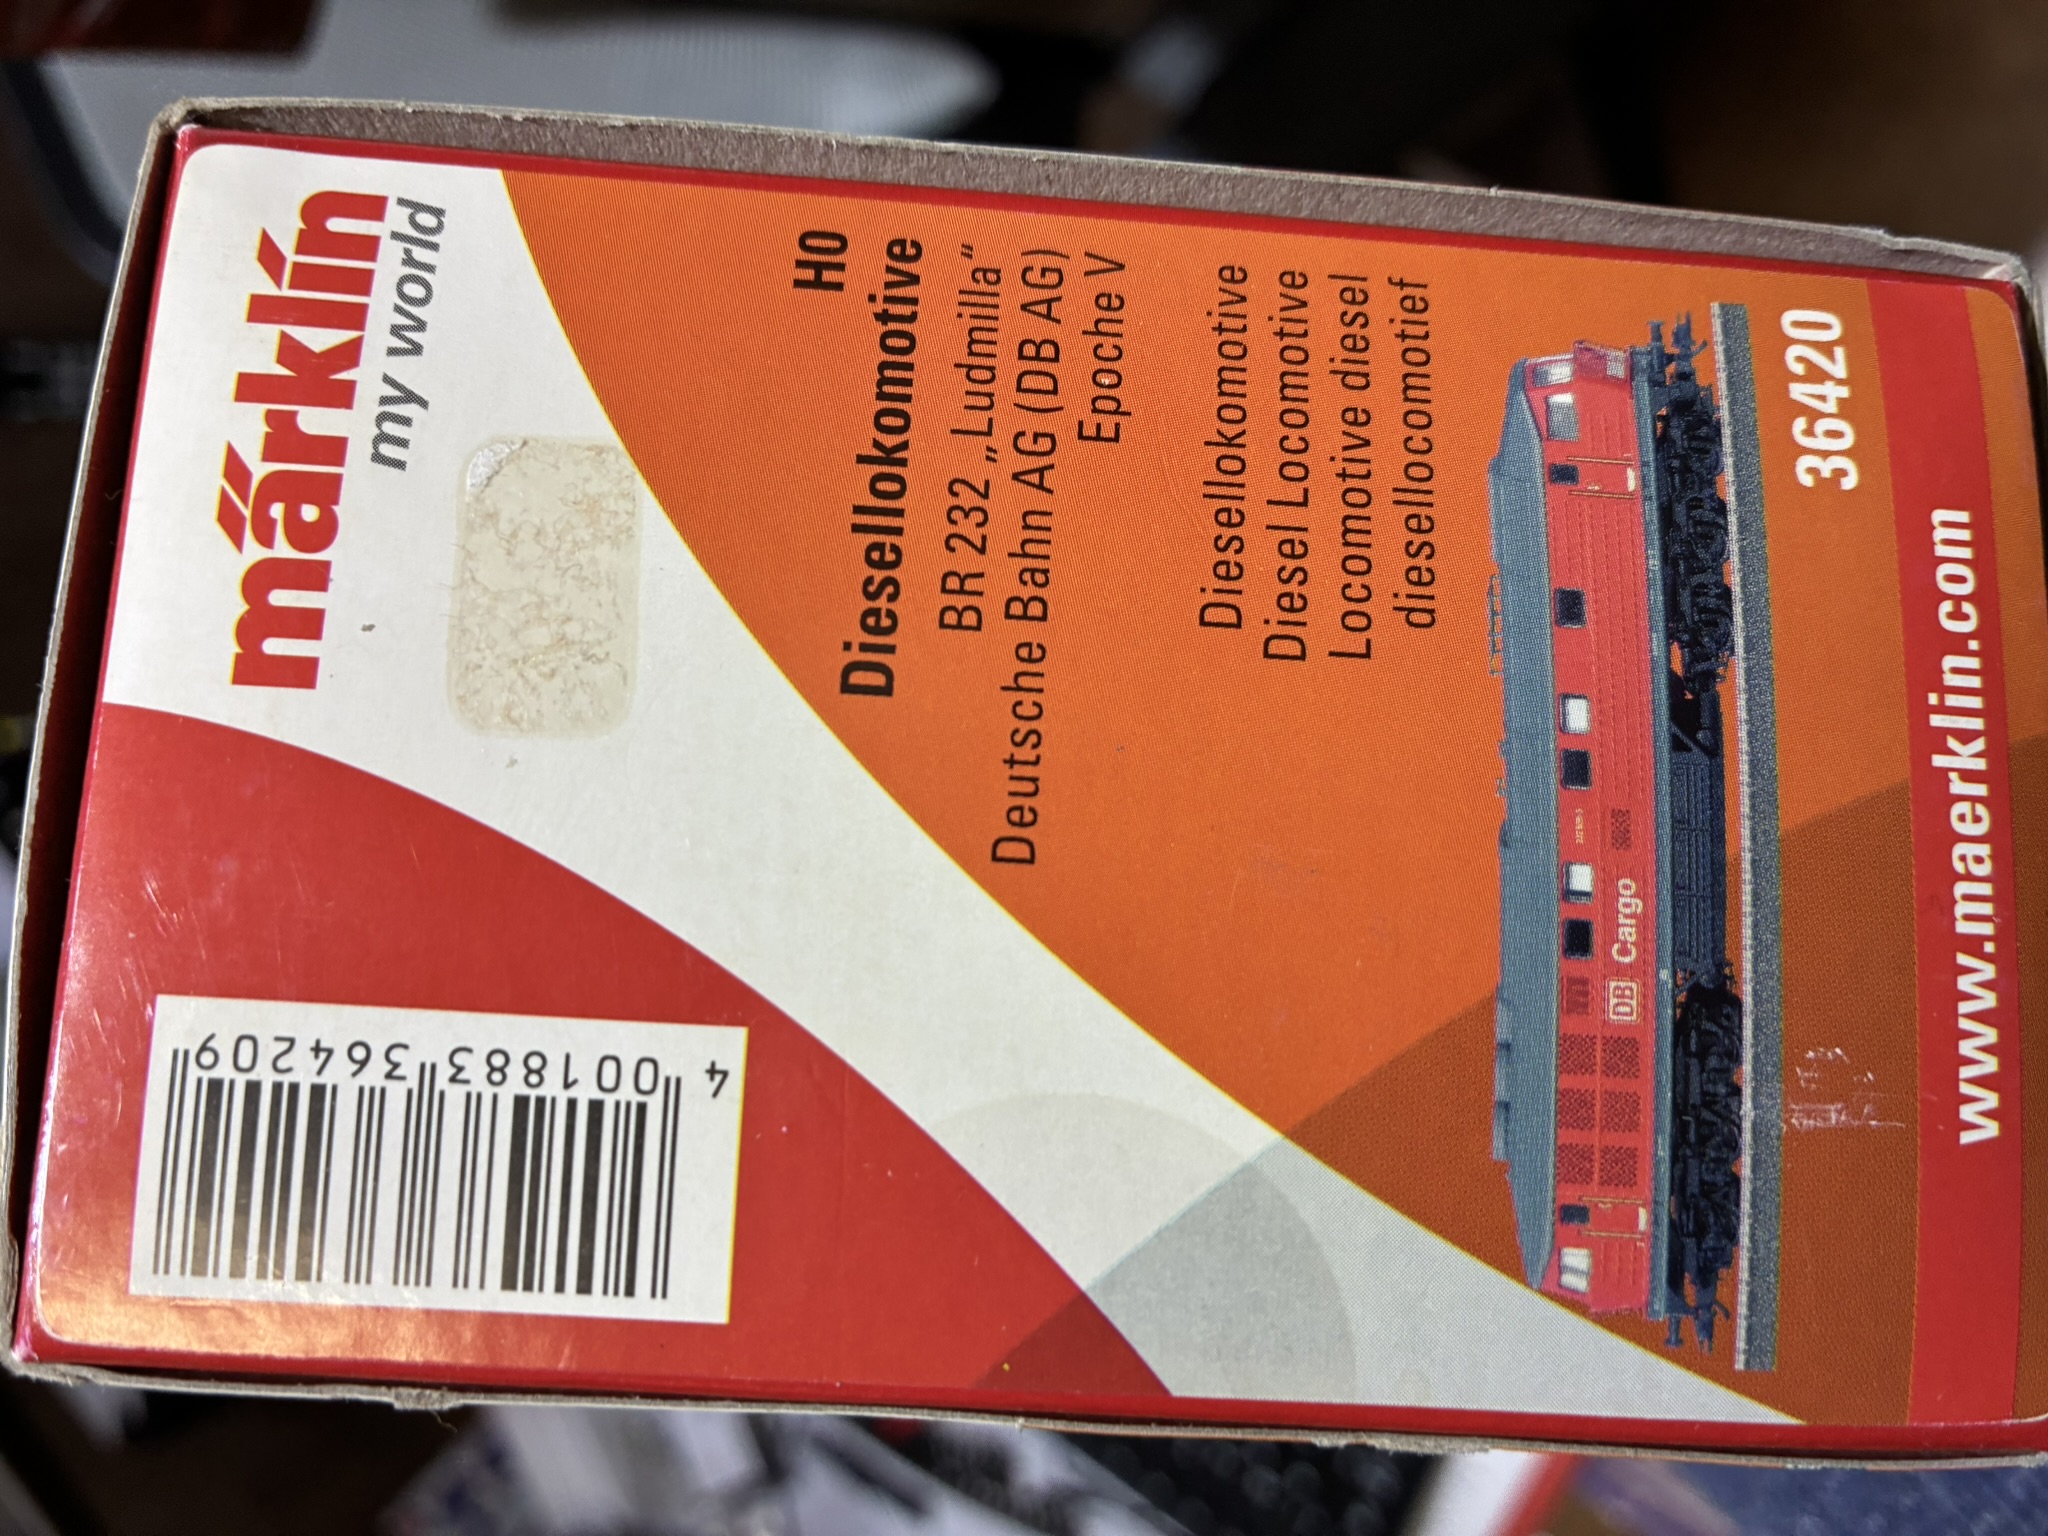 märklin
my world
H0
Diesellokomotive
BR 232 „Ludmilla“
Deutsche Bahn AG (DB AG)
Epoche V
Diesellokomotive
Diesel Locomotive
Locomotive diesel
diesellocomotief
DB Cargo
36420
www.maerklin.com
4 001883 364209